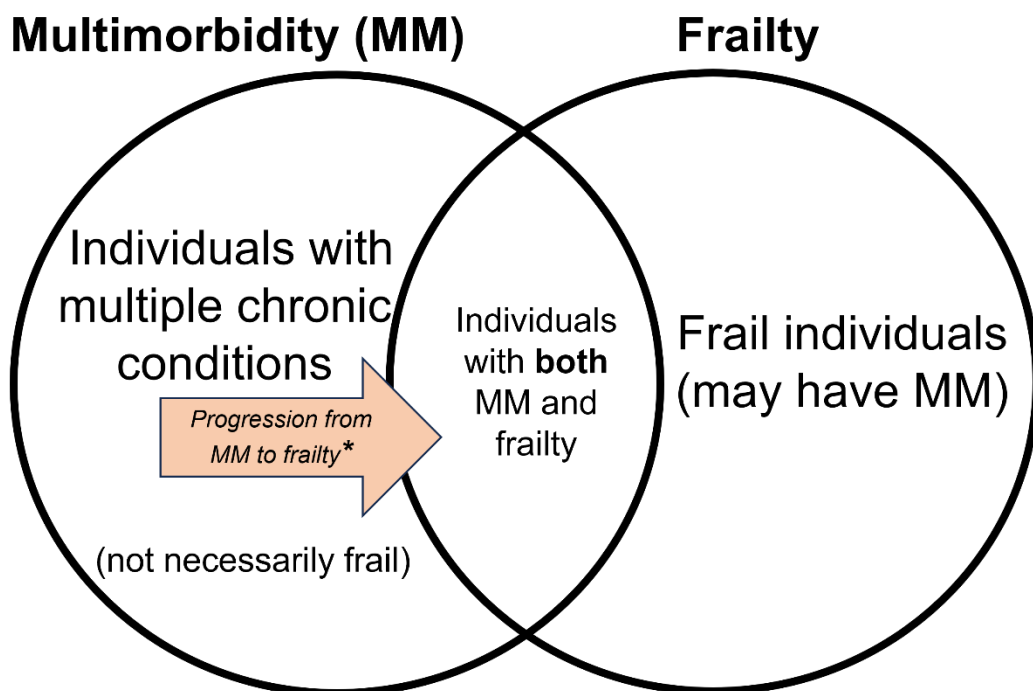 Multimorbidity (MM)
Frailty
Individuals with
multiple chronic
conditions
Progression from
MM to frailty*
(not necessarily frail)
Individuals
with both
MM and
frailty
Frail individuals
(may have MM)